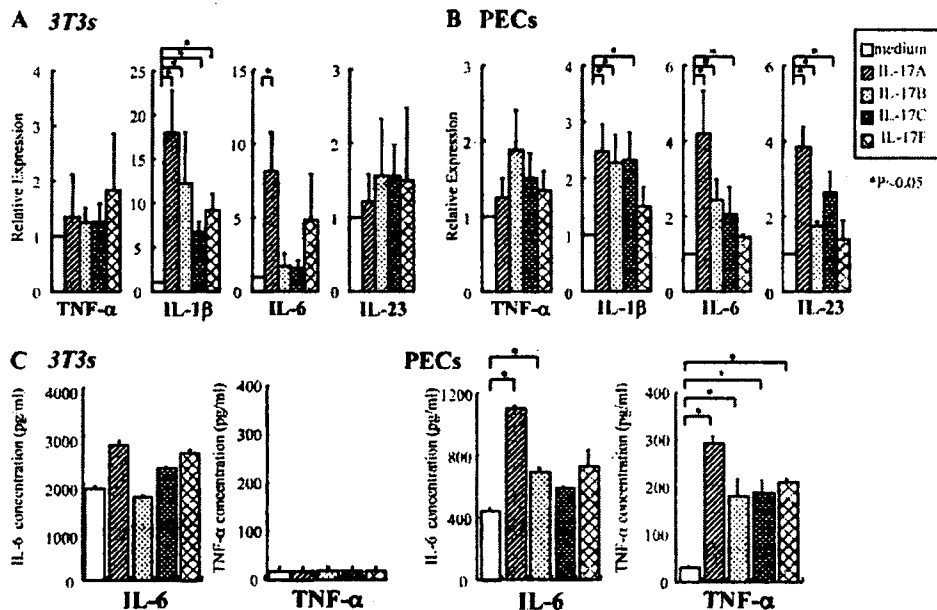 A 3T3s
B PECs
medium
IL-17A
IL-17B
IL-17C
IL-17F
*P<0.05
Relative Expression
4
3
2
1
0
TNF-α
25
20
15
10
5
0
IL-1β
15
10
5
0
IL-6
3
2
1
0
IL-23
Relative Expression
4
3
2
1
0
TNF-α
4
3
2
1
0
IL-1β
6
4
2
0
IL-6
6
4
2
0
IL-23
C 3T3s
PECs
IL-6 concentration (pg/ml)
4000
3000
2000
1000
0
IL-6
TNF-α concentration (pg/ml)
400
300
200
100
0
TNF-α
IL-6 concentration (pg/ml)
1200
800
400
0
IL-6
TNF-α concentration (pg/ml)
400
300
200
100
0
TNF-α